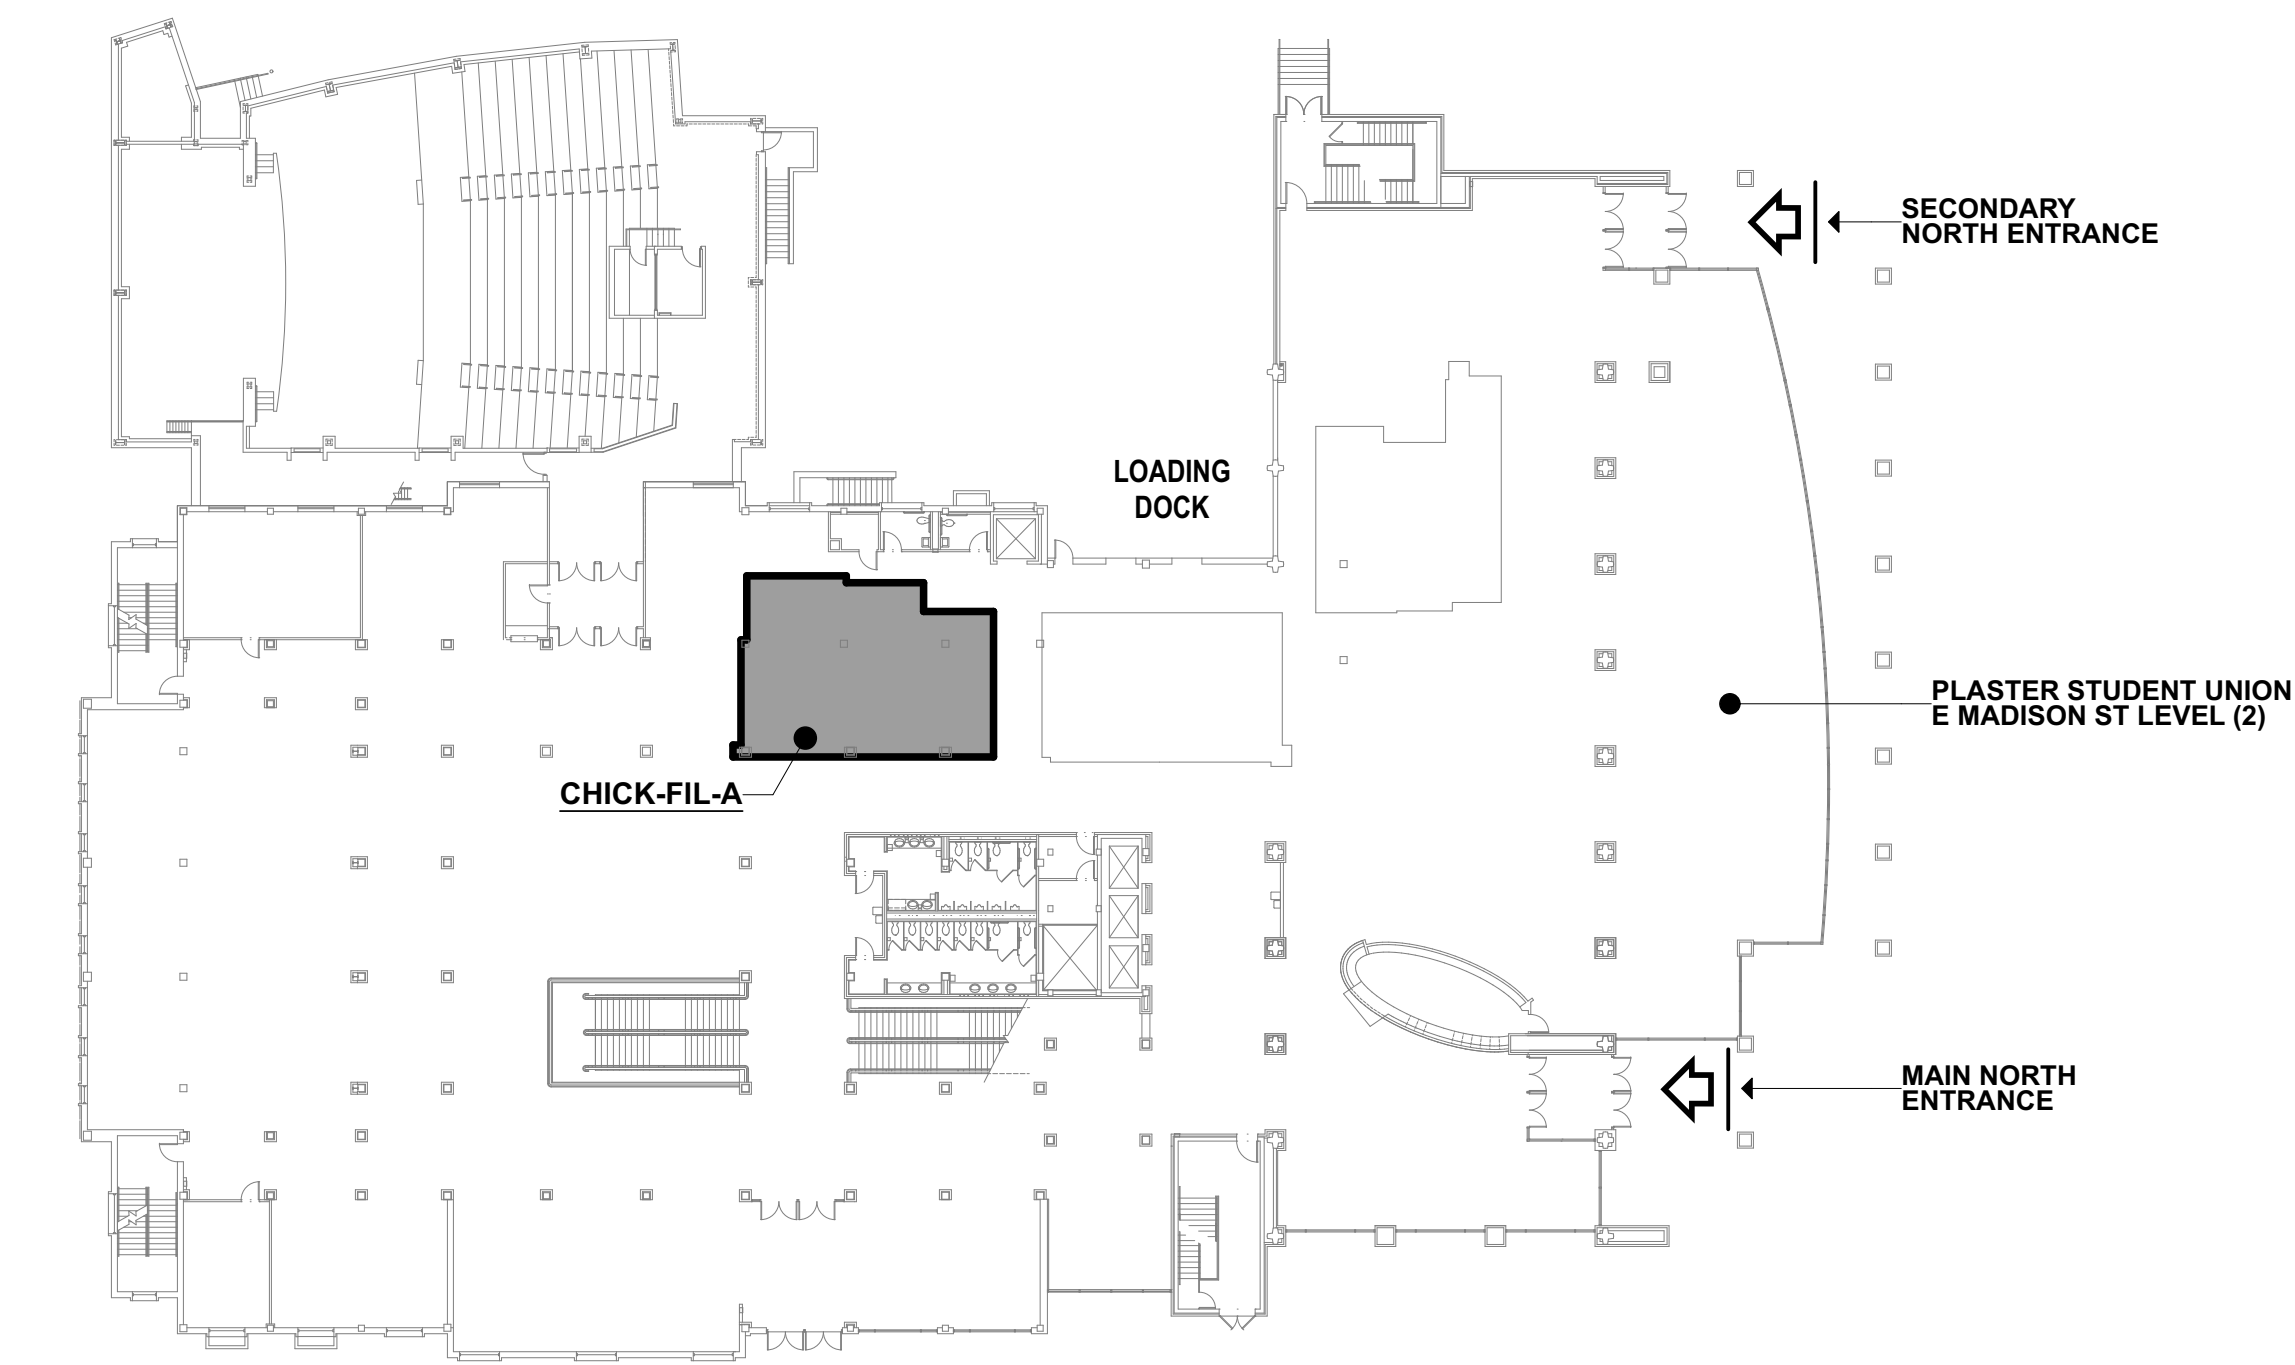 SECONDARY
NORTH ENTRANCE
LOADING
DOCK
PLASTER STUDENT UNION
E MADISON ST LEVEL (2)
CHICK-FIL-A
MAIN NORTH
ENTRANCE